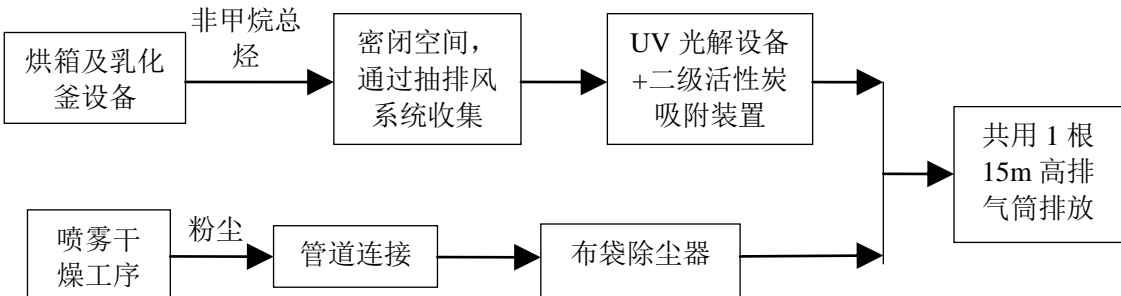 非甲烷总
烃
烘箱及乳化
釜设备
密闭空间，
通过抽排风
系统收集
UV 光解设备
+二级活性炭
吸附装置
共用 1 根
15m 高排
气筒排放
喷雾干
燥工序
粉尘
管道连接
布袋除尘器